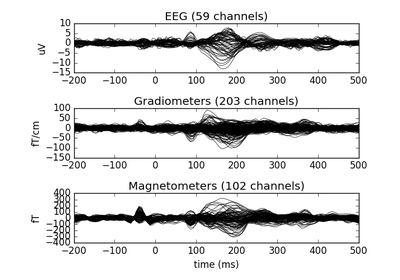 EEG (59 channels)
10
5
0
−5
−10
−15
uV
−200 −100 0 100 200 300 400 500
Gradiometers (203 channels)
100
50
0
−50
−100
−150
fT/cm
−200 −100 0 100 200 300 400 500
Magnetometers (102 channels)
400
300
200
100
0
−100
−200
−300
−400
fT
−200 −100 0 100 200 300 400 500
time (ms)